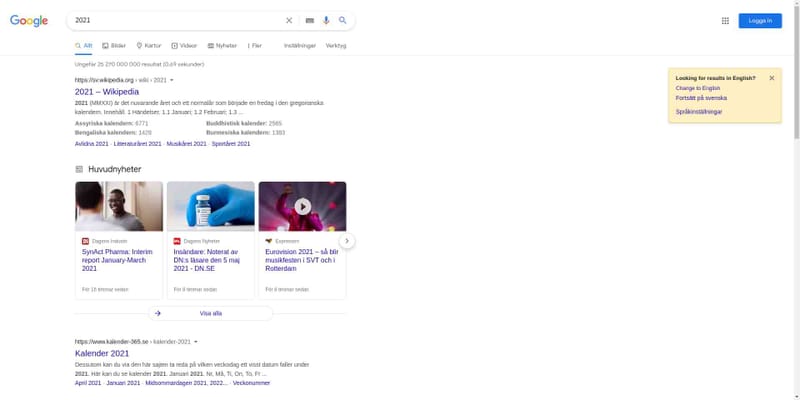 Google
2021
Logga in
Allt
Bilder
Kartor
Videor
Nyheter
Fler
Inställningar
Verktyg
Ungefär 25 270 000 000 resultat (0,69 sekunder)
https://sv.wikipedia.org › wiki › 2021
2021 – Wikipedia
2021 (MMXXI) är det nuvarande året och ett normalår som började en fredag i den gregorianska
kalendern. Innehåll. 1 Händelser; 1.1 Januari; 1.2 Februari; 1.3 ...
Assyriska kalendern: 6771
Buddhistisk kalender: 2565
Bengaliska kalendern: 1428
Burmesiska kalendern: 1383
Avlidna 2021 · Litteraturåret 2021 · Musikåret 2021 · Sportåret 2021
Looking for results in English?
Change to English
Fortsätt på svenska
Språkinställningar
Huvudnyheter
Dagens Industri
SynAct Pharma: Interim
report January-March
2021
För 16 timmar sedan
Dagens Nyheter
Insändare: Noterat av
DN:s läsare den 5 maj
2021 - DN.SE
För 8 timmar sedan
Expressen
Eurovision 2021 – så blir
musikfesten i SVT och i
Rotterdam
För 8 timmar sedan
Visa alla
https://www.kalender-365.se › kalender-2021
Kalender 2021
Dessutom kan du via den här sajten ta reda på vilken veckodag ett visst datum faller under
2021. Här kan du se kalender 2021. Januari 2021. Nr, Må, Ti, On, To, Fr ...
April 2021 · Januari 2021 · Midsommardagen 2021, 2022... · Veckonummer